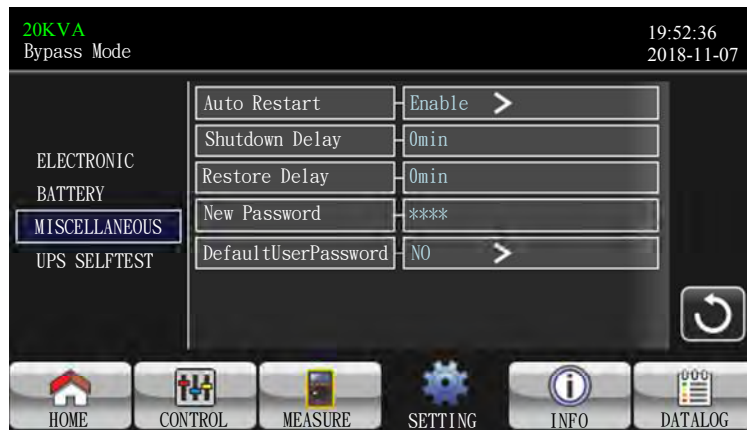 20KVA
Bypass Mode
19:52:36
2018-11-07
ELECTRONIC
BATTERY
MISCELLANEOUS
UPS SELFTEST
Auto Restart Enable >
Shutdown Delay 0min
Restore Delay 0min
New Password ****
DefaultUserPassword NO >
HOME CONTROL MEASURE SETTING INFO DATALOG